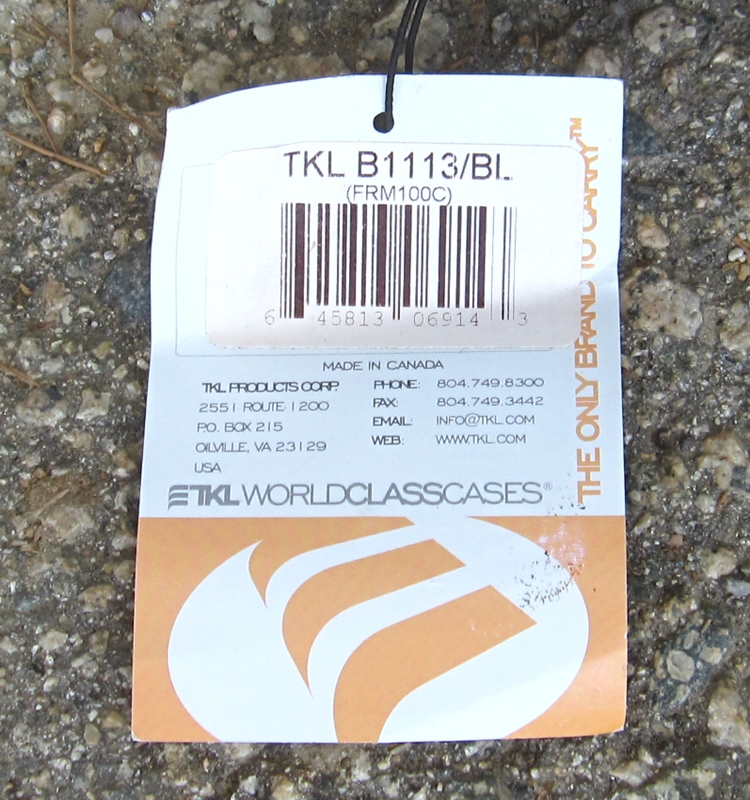 TKL B1113/BL
(FRM100C)
6 45813 06914 3
MADE IN CANADA
TKL PRODUCTS CORP.
2551 ROUTE 1200
P.O. BOX 215
OILVILLE, VA 23129
USA
PHONE: 804.749.8300
FAX: 804.749.3442
EMAIL: INFO@TKL.COM
WEB: WWW.TKL.COM
TKL WORLDCLASSCASES®
THE ONLY BRAND TO CARRY™